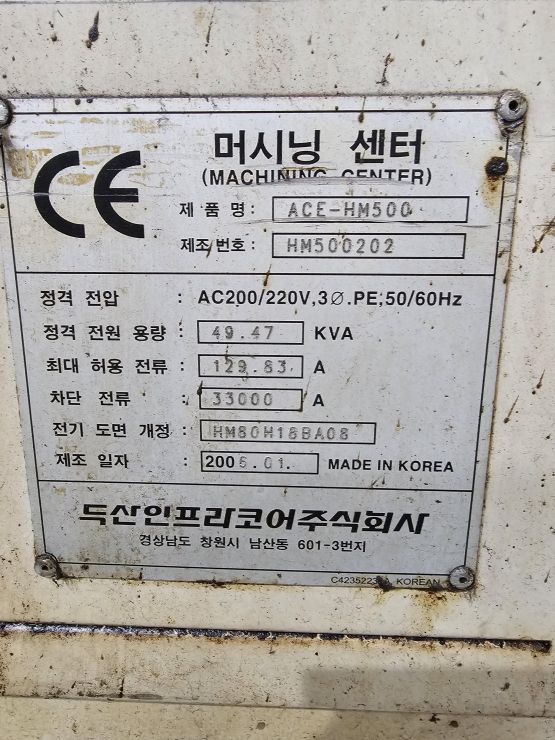 CE
머시닝 센터
(MACHINING CENTER)
제 품 명 : ACE-HM500
제조번호 : HM500202
정격 전압 : AC200/220V,3Ø.PE;50/60Hz
정격 전원 용량 : 49.47 KVA
최대 허용 전류 : 129.83 A
차단 전류 : 33000 A
전기 도면 개정 : HM80H18BA08
제조 일자 : 2006.01. MADE IN KOREA
두산인프라코어주식회사
경상남도 창원시 남산동 601-3번지
KOREAN